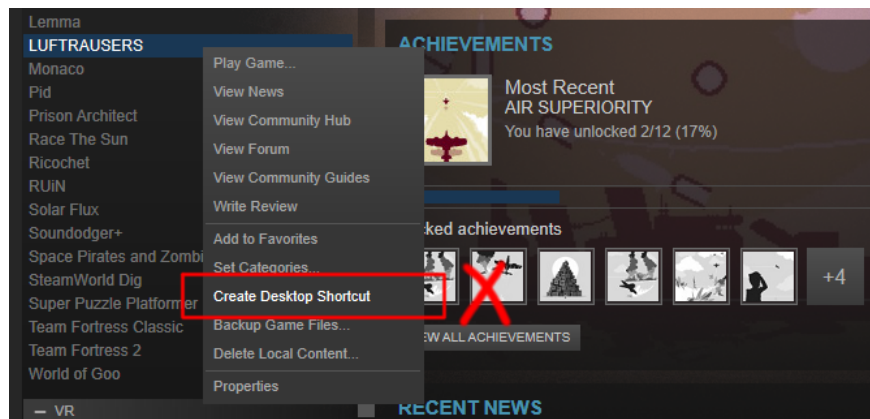 Lemma
LUFTRAUSERS
Monaco
Pid
Prison Architect
Race The Sun
Ricochet
RUiN
Solar Flux
Soundodger+
Space Pirates and Zombi
SteamWorld Dig
Super Puzzle Platformer
Team Fortress Classic
Team Fortress 2
World of Goo
– VR
Play Game...
View News
View Community Hub
View Forum
View Community Guides
Write Review
Add to Favorites
Set Categories...
Create Desktop Shortcut
Backup Game Files...
Delete Local Content...
Properties
ACHIEVEMENTS
Most Recent
AIR SUPERIORITY
You have unlocked 2/12 (17%)
cked achievements
+4
EW ALL ACHIEVEMENTS
RECENT NEWS